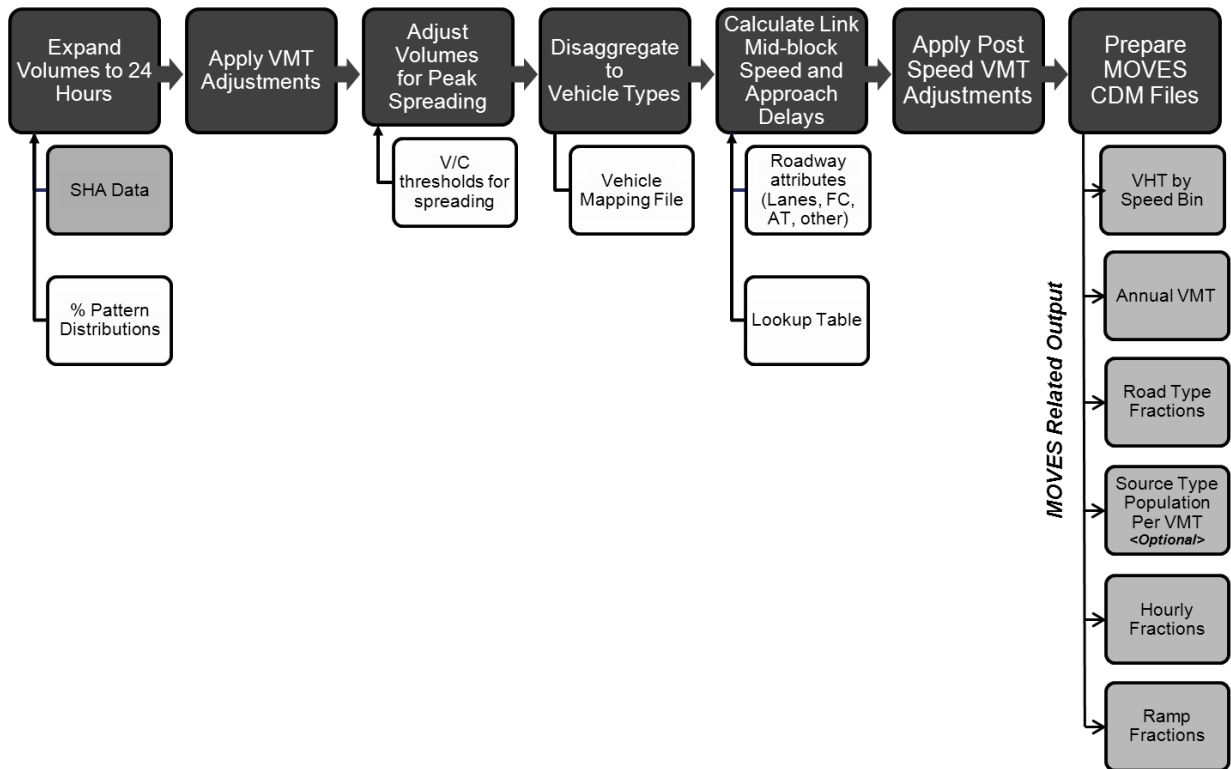 Expand
Volumes to 24
Hours
Apply VMT
Adjustments
Adjust
Volumes
for Peak
Spreading
Disaggregate
to
Vehicle Types
Calculate Link
Mid-block
Speed and
Approach
Delays
Apply Post
Speed VMT
Adjustments
Prepare
MOVES
CDM Files
SHA Data
% Pattern
Distributions
V/C
thresholds for
spreading
Vehicle
Mapping File
Roadway
attributes
(Lanes, FC,
AT, other)
Lookup Table
MOVES Related Output
VHT by
Speed Bin
Annual VMT
Road Type
Fractions
Source Type
Population
Per VMT
<Optional>
Hourly
Fractions
Ramp
Fractions